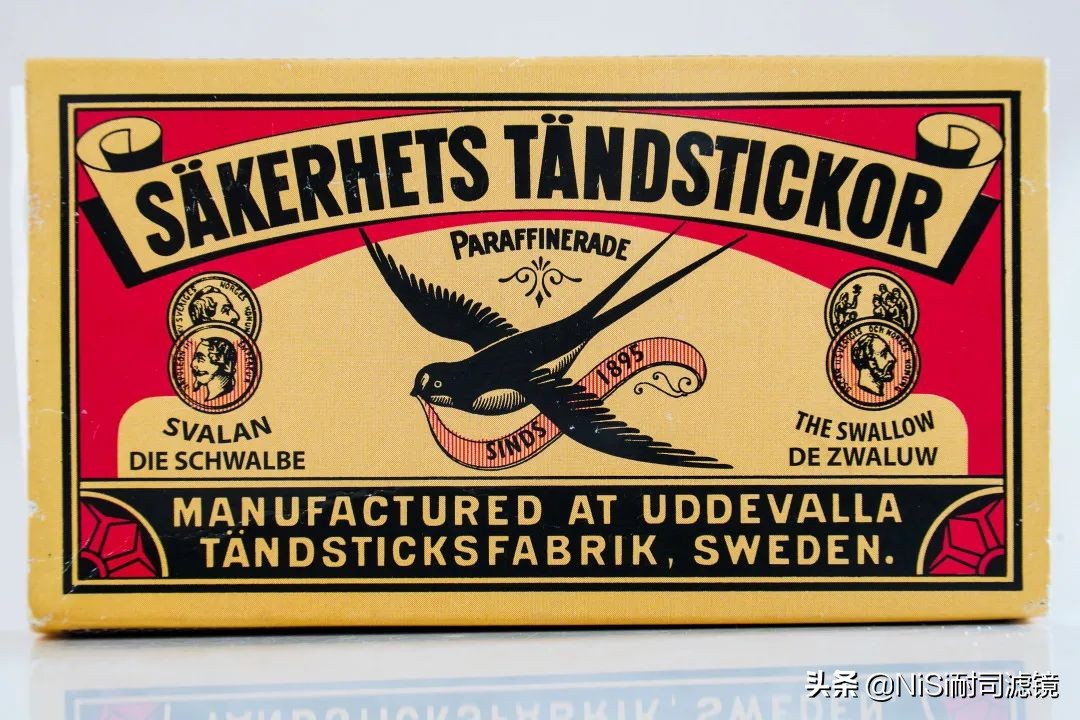 SÄKERHETS TÄNDSTICKOR
PARAFFINERADE
SINDS 1895
SVALAN
DIE SCHWALBE
THE SWALLOW
DE ZWALUW
MANUFACTURED AT UDDEVALLA
TÄNDSTICKSFABRIK, SWEDEN.
头条 @NiSi耐司滤镜